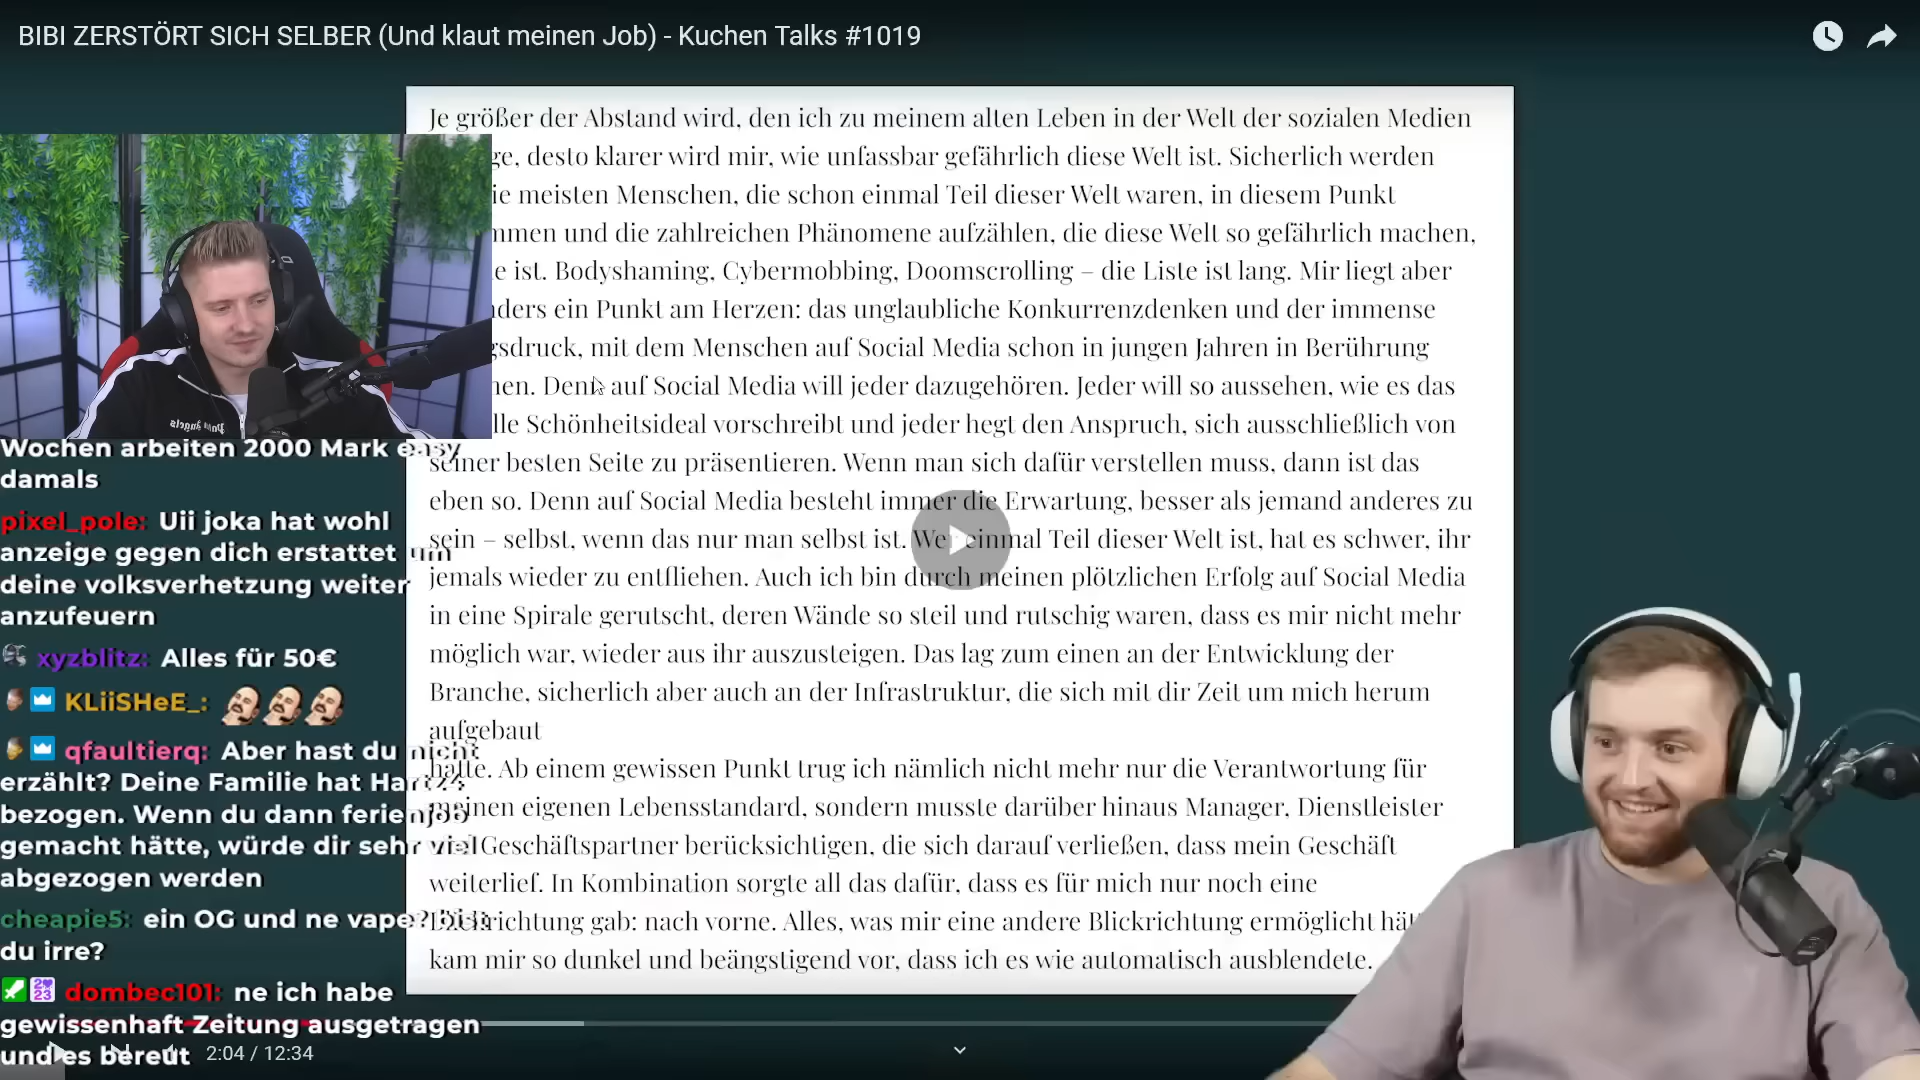 BIBI ZERSTÖRT SICH SELBER (Und klaut meinen Job) - Kuchen Talks #1019
Je größer der Abstand wird, den ich zu meinem alten Leben in der Welt der sozialen Medien
ge, desto klarer wird mir, wie unfassbar gefährlich diese Welt ist. Sicherlich werden
ie meisten Menschen, die schon einmal Teil dieser Welt waren, in diesem Punkt
mmen und die zahlreichen Phänomene aufzählen, die diese Welt so gefährlich machen,
e ist. Bodyshaming, Cybermobbing, Doomscrolling – die Liste ist lang. Mir liegt aber
nders ein Punkt am Herzen: das unglaubliche Konkurrenzdenken und der immense
gsdruck, mit dem Menschen auf Social Media schon in jungen Jahren in Berührung
nen. Denn auf Social Media will jeder dazugehören. Jeder will so aussehen, wie es das
lle Schönheitsideal vorschreibt und jeder hegt den Anspruch, sich ausschließlich von
seiner besten Seite zu präsentieren. Wenn man sich dafür verstellen muss, dann ist das
eben so. Denn auf Social Media besteht immer die Erwartung, besser als jemand anderes zu
sein – selbst, wenn das nur man selbst ist. Wer einmal Teil dieser Welt ist, hat es schwer, ihr
jemals wieder zu entfliehen. Auch ich bin durch meinen plötzlichen Erfolg auf Social Media
in eine Spirale gerutscht, deren Wände so steil und rutschig waren, dass es mir nicht mehr
möglich war, wieder aus ihr auszusteigen. Das lag zum einen an der Entwicklung der
Branche, sicherlich aber auch an der Infrastruktur, die sich mit dir Zeit um mich herum
aufgebaut
hatte. Ab einem gewissen Punkt trug ich nämlich nicht mehr nur die Verantwortung für
meinen eigenen Lebensstandard, sondern musste darüber hinaus Manager, Dienstleister
Geschäftspartner berücksichtigen, die sich darauf verließen, dass mein Geschäft
weiterlief. In Kombination sorgte all das dafür, dass es für mich nur noch eine
Blickrichtung gab: nach vorne. Alles, was mir eine andere Blickrichtung ermöglicht hät
kam mir so dunkel und beängstigend vor, dass ich es wie automatisch ausblendete.
Wochen arbeiten 2000 Mark easy
damals
pixel_pole: Uii joka hat wohl
anzeige gegen dich erstattet um
deine volksverhetzung weiter
anzufeuern
xyzblitz: Alles für 50€
KLiiSHeE_:
qfaultierq: Aber hast du nicht
erzählt? Deine Familie hat Hartz4
bezogen. Wenn du dann ferienjob
gemacht hätte, würde dir sehr viel
abgezogen werden
cheapie5: ein OG und ne vape? bist
du irre?
2023 dombec101: ne ich habe
gewissenhaft Zeitung ausgetragen
und es bereut
2:04 / 12:34